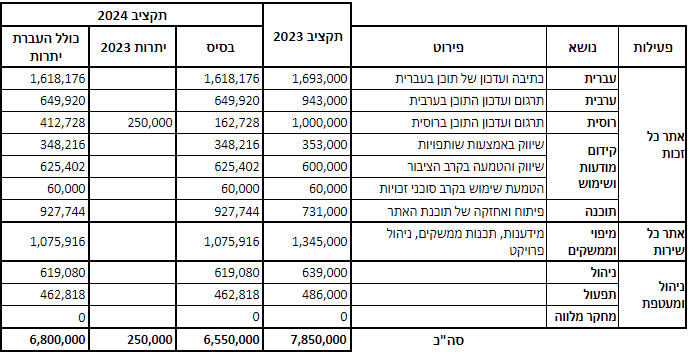 תקציב 2024
פעילות נושא פירוט תקציב 2023 בסיס יתרות 2023 כולל העברת יתרות
אתר כל זכות עברית כתיבה ועדכון של תוכן בעברית 1,693,000 1,618,176 1,618,176
ערבית תרגום ועדכון התוכן בערבית 943,000 649,920 649,920
רוסית תרגום ועדכון התוכן ברוסית 1,000,000 162,728 250,000 412,728
קידום מודעות ושימוש שיווק באמצעות שותפויות 353,000 348,216 348,216
שיווק והטמעה בקרב הציבור 600,000 625,402 625,402
הטמעת שימוש בקרב סוכני זכויות 60,000 60,000 60,000
תוכנה פיתוח ואחזקה של תוכנת האתר 731,000 927,744 927,744
אתר כל שירות מיפוי וממשקים מידענות, תכנות ממשקים, ניהול פרויקט 1,345,000 1,075,916 1,075,916
ניהול ומעטפת ניהול 639,000 619,080 619,080
תפעול 486,000 462,818 462,818
מחקר מלווה 0 0 0
סה"כ 7,850,000 6,550,000 250,000 6,800,000